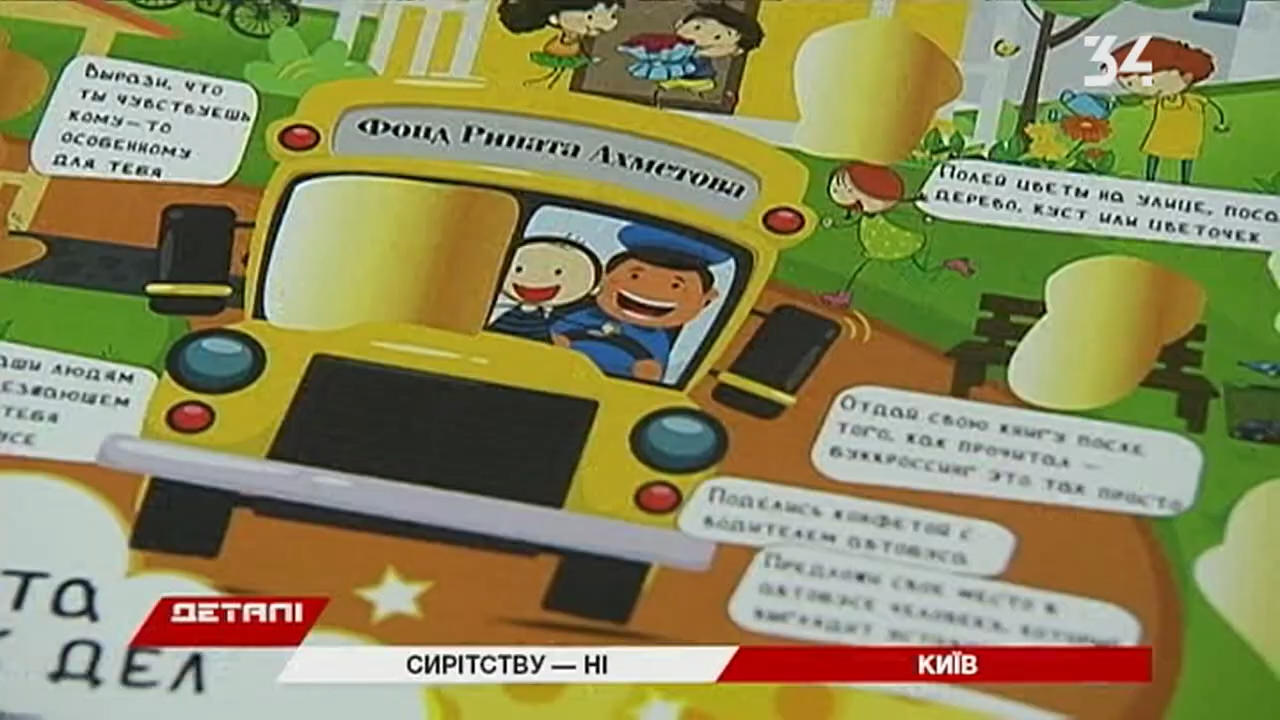 34
Вырази, что
ты чувствуешь
кому-то
особенному
для тебя
Фонд Рината Ахметова
Полей цветы на улице, поса
дерево, куст или цветочек
людям
тебя
Отдай свою книгу после
того, как прочитал —
буккроссинг это так просто
Поделись конфетой с
водителем автобуса
Предложи свое место в
автобусе человеку, который
та
дел
ДЕТАЛІ
СИРІТСТВУ — НІ
КИЇВ